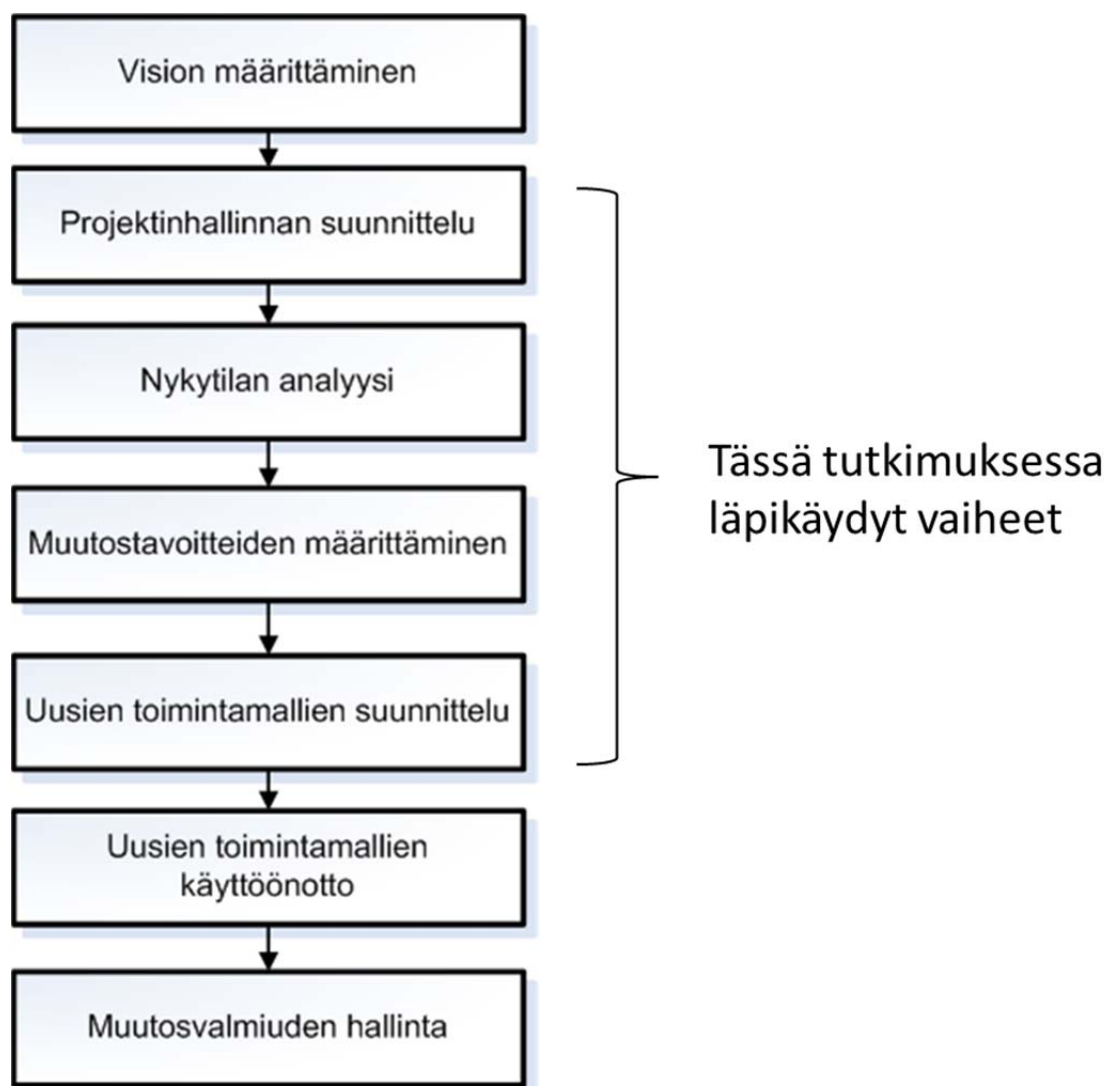 Vision määrittäminen
Projektinhallinnan suunnittelu
Nykytilan analyysi
Muutostavoitteiden määrittäminen
Uusien toimintamallien suunnittelu
Uusien toimintamallien
käyttöönotto
Muutosvalmiuden hallinta
Tässä tutkimuksessa
läpikäydyt vaiheet